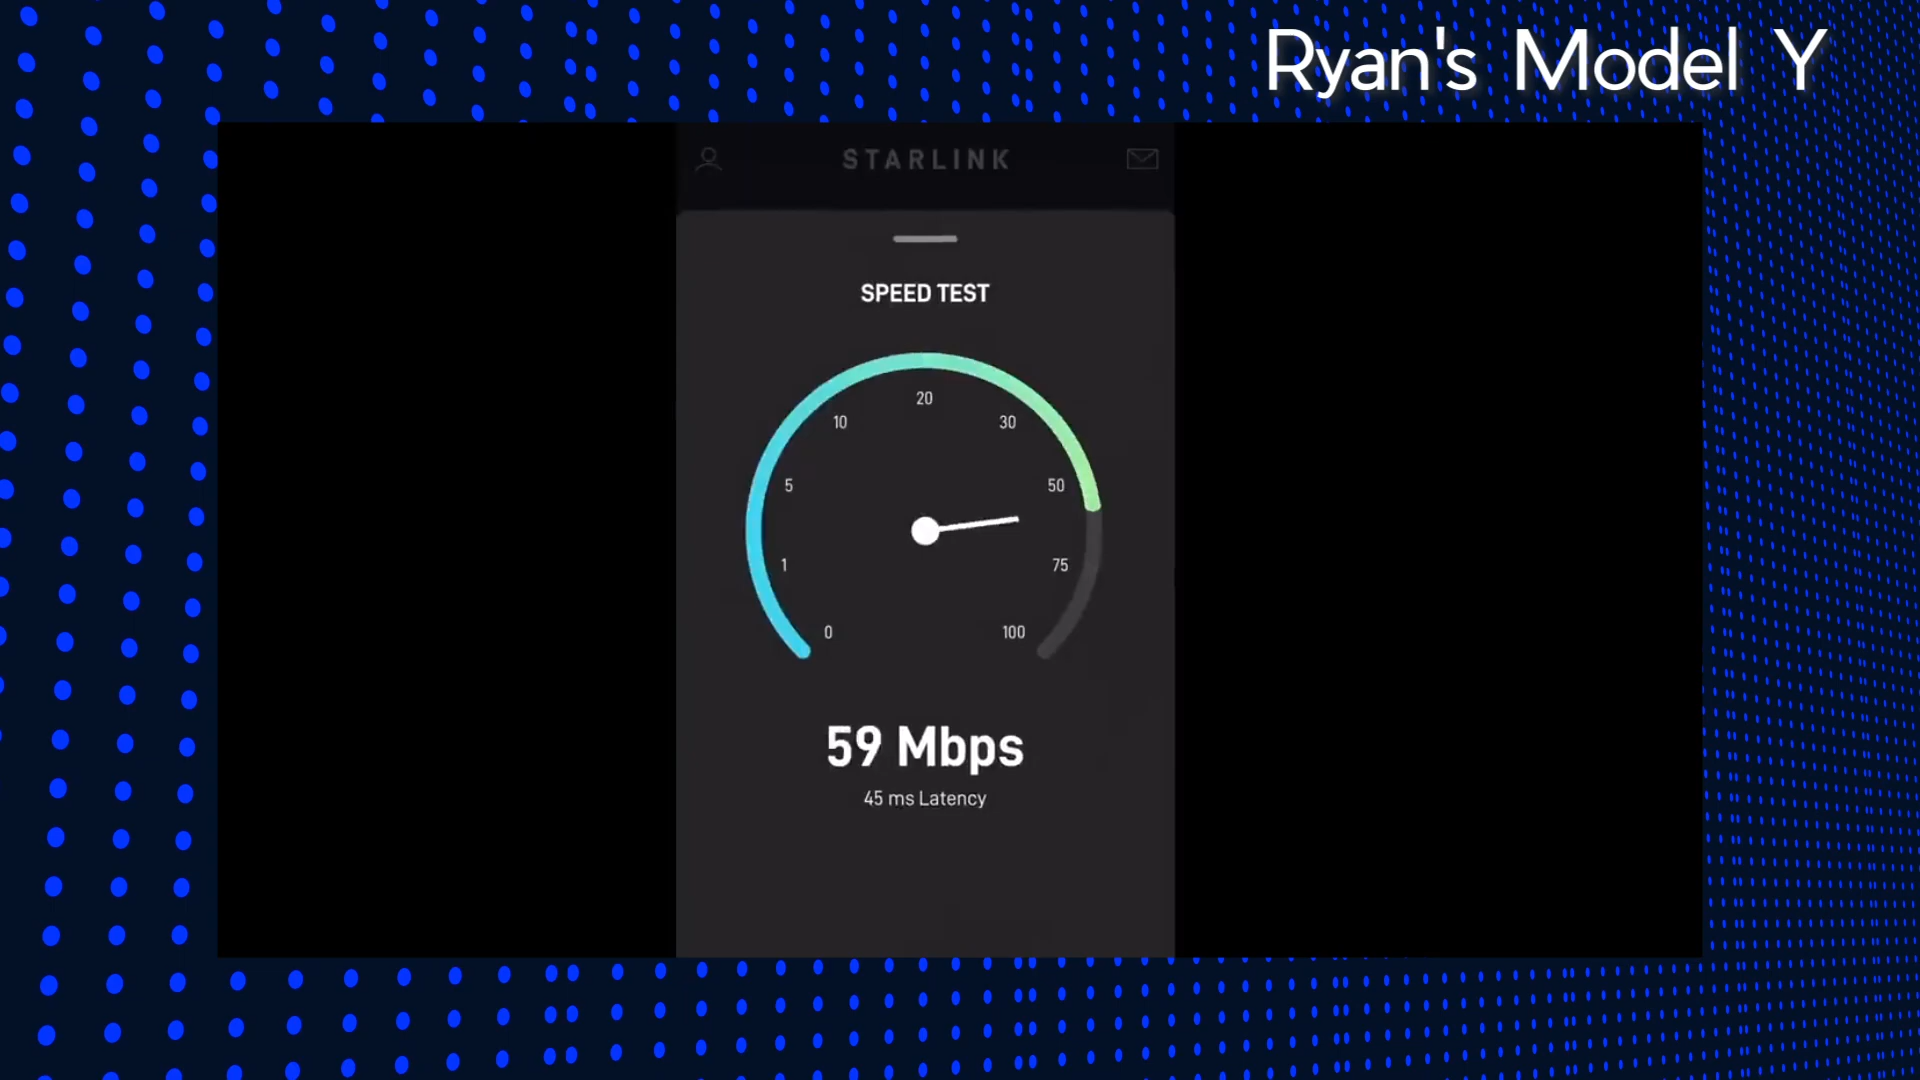 Ryan's Model Y
STARLINK
SPEED TEST
20
10
30
5
50
1
75
0
100
59 Mbps
45 ms Latency